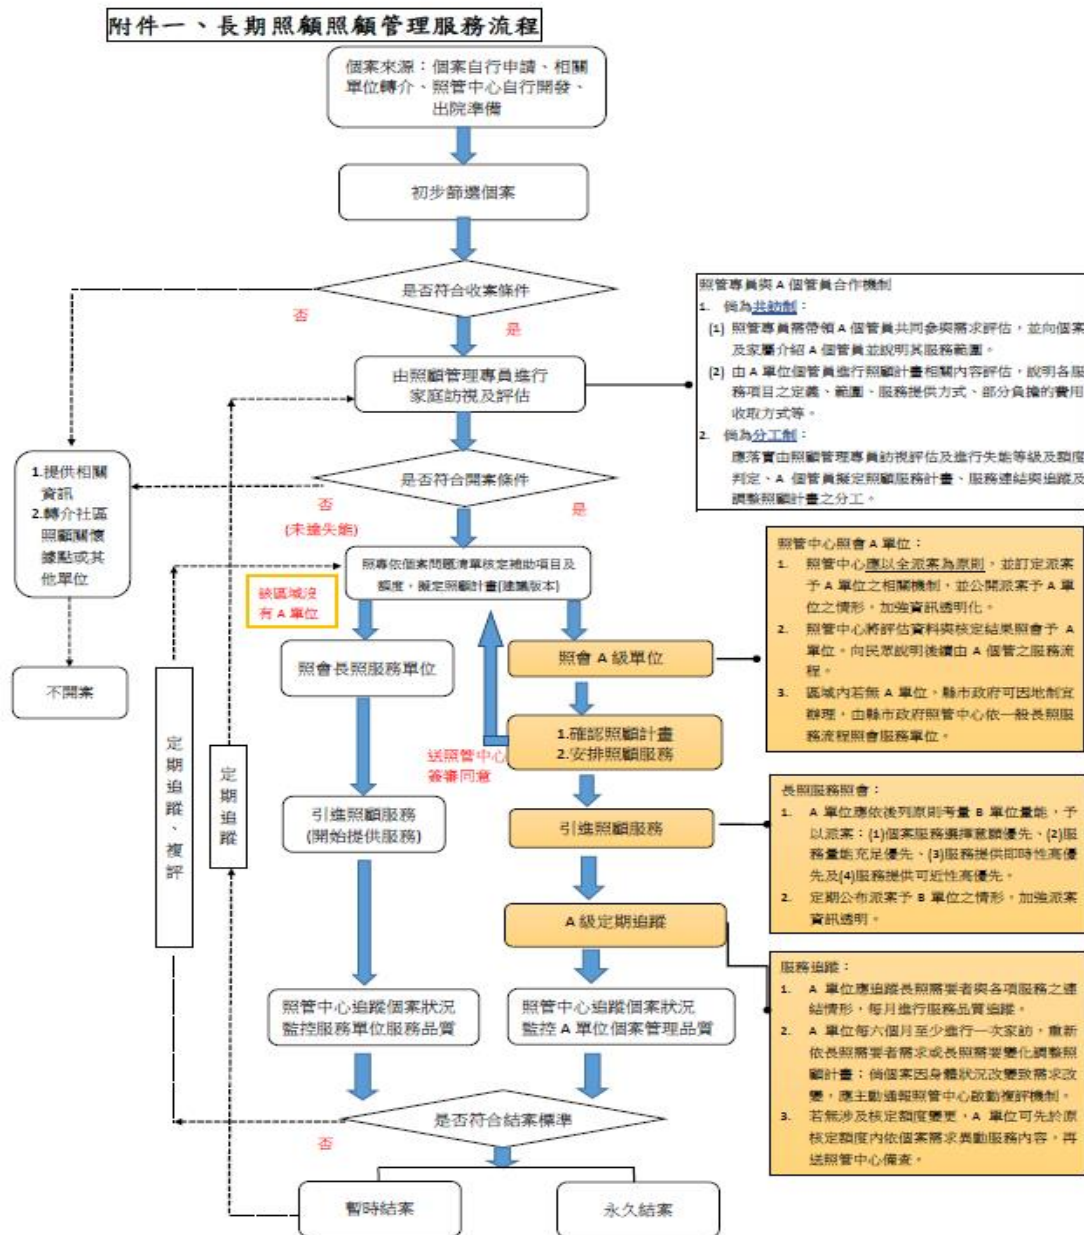 附件一、長期照顧照顧管理服務流程
個案來源：個案自行申請、相關
單位轉介、照管中心自行開發、
出院準備
初步篩選個案
是否符合收案條件
否
是
照管專員與A個管員合作機制
1. 倘為共訪制：
(1) 照管專員需帶領A個管員共同參與需求評估，並向個案
及家屬介紹A個管員並說明其服務範圍。
(2) 由A單位個管員進行照顧計畫相關內容評估，說明各服
務項目之定義、範圍、服務提供方式、部分負擔的費用
收取方式等。
2. 倘為分工制：
應落實由照顧管理專員訪視評估及進行失能等級及額度
判定、A個管員擬定照顧服務計畫、服務連結與追蹤及
調整照顧計畫之分工。
由照顧管理專員進行
家庭訪視及評估
是否符合開案條件
否
(未達失能)
是
1.提供相關
資訊
2.轉介社區
照顧關懷
據點或其
他單位
不開案
照專依個案問題清單核定補助項目及
額度，擬定照顧計畫(建議版本)
該區域沒
有A單位
照會長照服務單位
照會A級單位
照管中心照會A單位：
1. 照管中心應以全派案為原則，並訂定派案
予A單位之相關機制，並公開派案予A單
位之情形，加強資訊透明化。
2. 照管中心將評估資料與核定結果照會予A
單位。向民眾說明後續由A個管之服務流
程。
3. 區域內若無A單位，縣市政府可因地制宜
辦理，由縣市政府照管中心依一般長照服
務流程照會服務單位。
1.確認照顧計畫
2.安排照顧服務
送照管中心
簽審同意
定期追蹤、複評
定期追蹤
引進照顧服務
(開始提供服務)
引進照顧服務
長照服務照會：
1. A單位應依後列原則考量B單位量能，予
以派案：(1)個案服務選擇意願優先、(2)服
務量能充足優先、(3)服務提供即時性高優
先及(4)服務提供可近性高優先。
2. 定期公布派案予B單位之情形，加強派案
資訊透明。
A級定期追蹤
服務追蹤：
1. A單位應追蹤長照需要者與各項服務之連
結情形，每月進行服務品質追蹤。
2. A單位每六個月至少進行一次家訪，重新
依長照需要者需求或長照需要變化調整照
顧計畫；倘個案因身體狀況改變致需求改
變，應主動通報照管中心啟動複評機制。
3. 若無涉及核定額度變更，A單位可先於原
核定額度內依個案需求異動服務內容，再
送照管中心備查。
照管中心追蹤個案狀況
監控服務單位服務品質
照管中心追蹤個案狀況
監控A單位個案管理品質
是否符合結案標準
否
暫時結案
永久結案